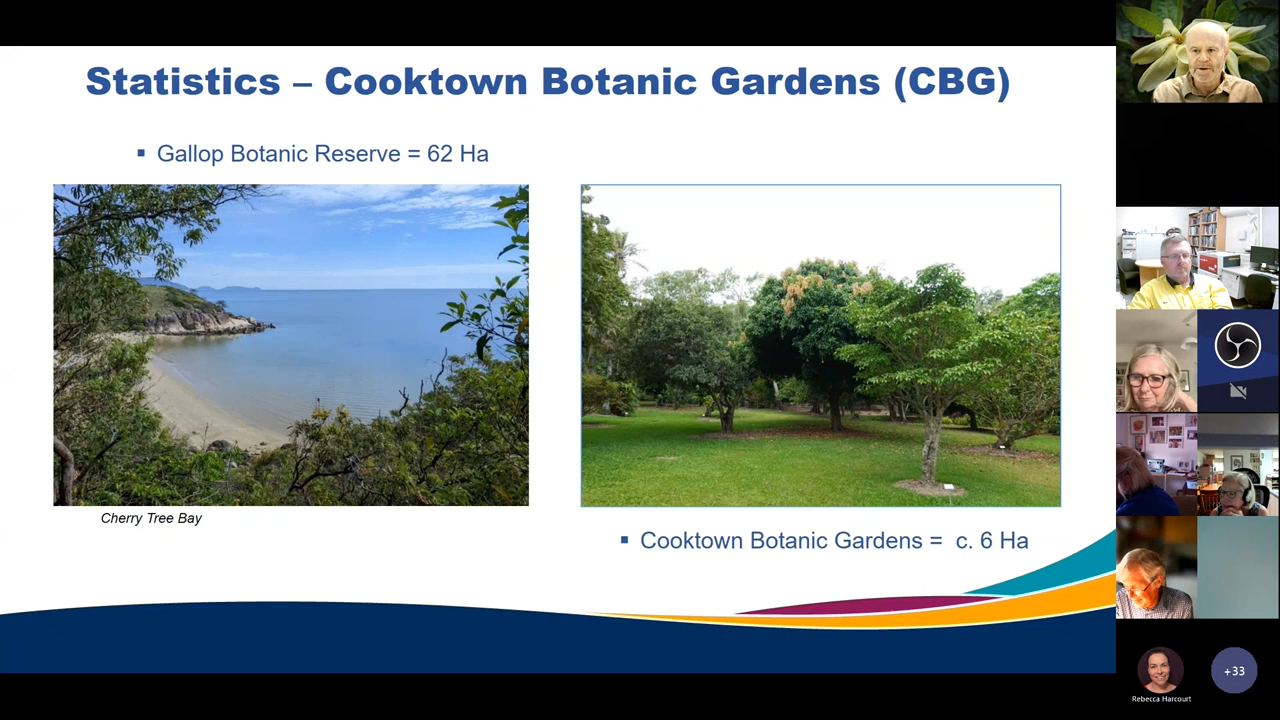 Statistics – Cooktown Botanic Gardens (CBG)
▪ Gallop Botanic Reserve = 62 Ha
Cherry Tree Bay
▪ Cooktown Botanic Gardens = c. 6 Ha
Rebecca Harcourt
+33